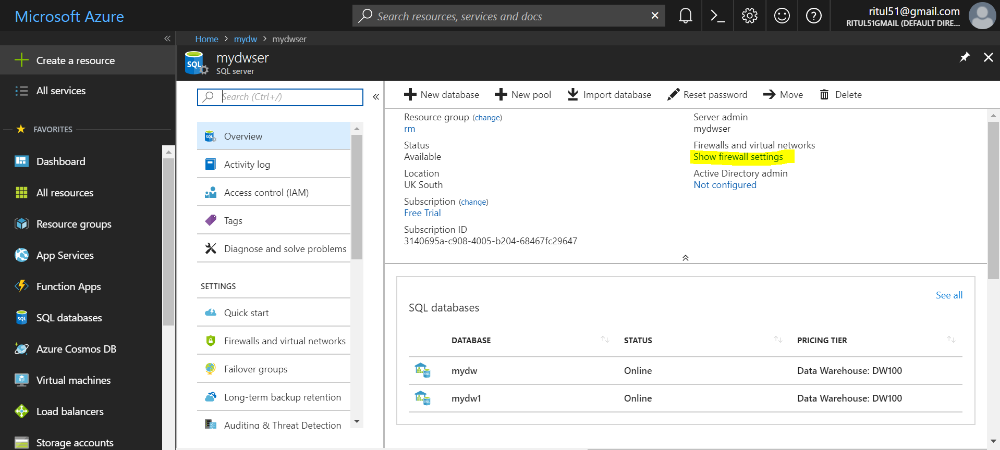 Microsoft Azure
Search resources, services and docs
ritul51@gmail.com
RITUL51GMAIL (DEFAULT DIRE...
Home > mydw > mydwser
Create a resource
All services
FAVORITES
Dashboard
All resources
Resource groups
App Services
Function Apps
SQL databases
Azure Cosmos DB
Virtual machines
Load balancers
Storage accounts
SQL
mydwser
SQL server
Search (Ctrl+/)
Overview
Activity log
Access control (IAM)
Tags
Diagnose and solve problems
SETTINGS
Quick start
Firewalls and virtual networks
Failover groups
Long-term backup retention
Auditing & Threat Detection
New database
New pool
Import database
Reset password
Move
Delete
Resource group (change)
rm
Status
Available
Location
UK South
Subscription (change)
Free Trial
Subscription ID
3140695a-c908-4005-b204-68467fc29647
Server admin
mydwser
Firewalls and virtual networks
Show firewall settings
Active Directory admin
Not configured
See all
SQL databases
DATABASE STATUS PRICING TIER
mydw Online Data Warehouse: DW100
mydw1 Online Data Warehouse: DW100